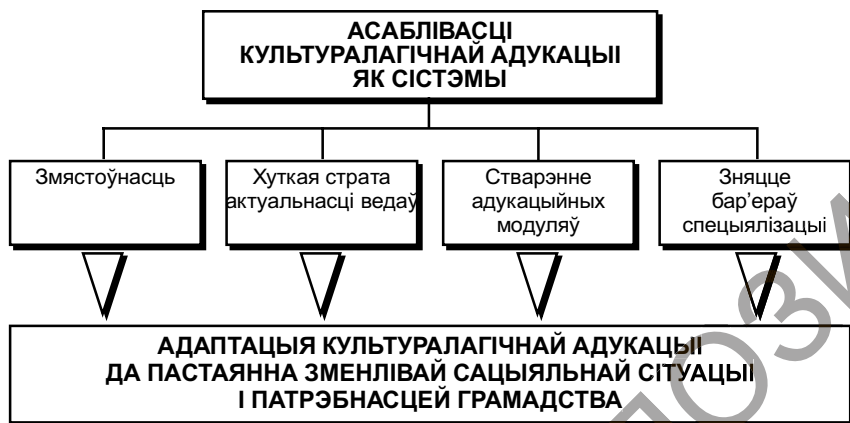 АСАБЛІВАСЦІ
КУЛЬТУРАЛАГІЧНАЙ АДУКАЦЫІ
ЯК СІСТЭМЫ
Змястоўнасць
Хуткая страта
актуальнасці ведаў
Стварэнне
адукацыйных
модуляў
Зняцце
бар’ераў
спецыялізацыі
АДАПТАЦЫЯ КУЛЬТУРАЛАГІЧНАЙ АДУКАЦЫІ
ДА ПАСТАЯННА ЗМЕНЛІВАЙ САЦЫЯЛЬНАЙ СІТУАЦЫІ
І ПАТРЭБНАСЦЕЙ ГРАМАДСТВА